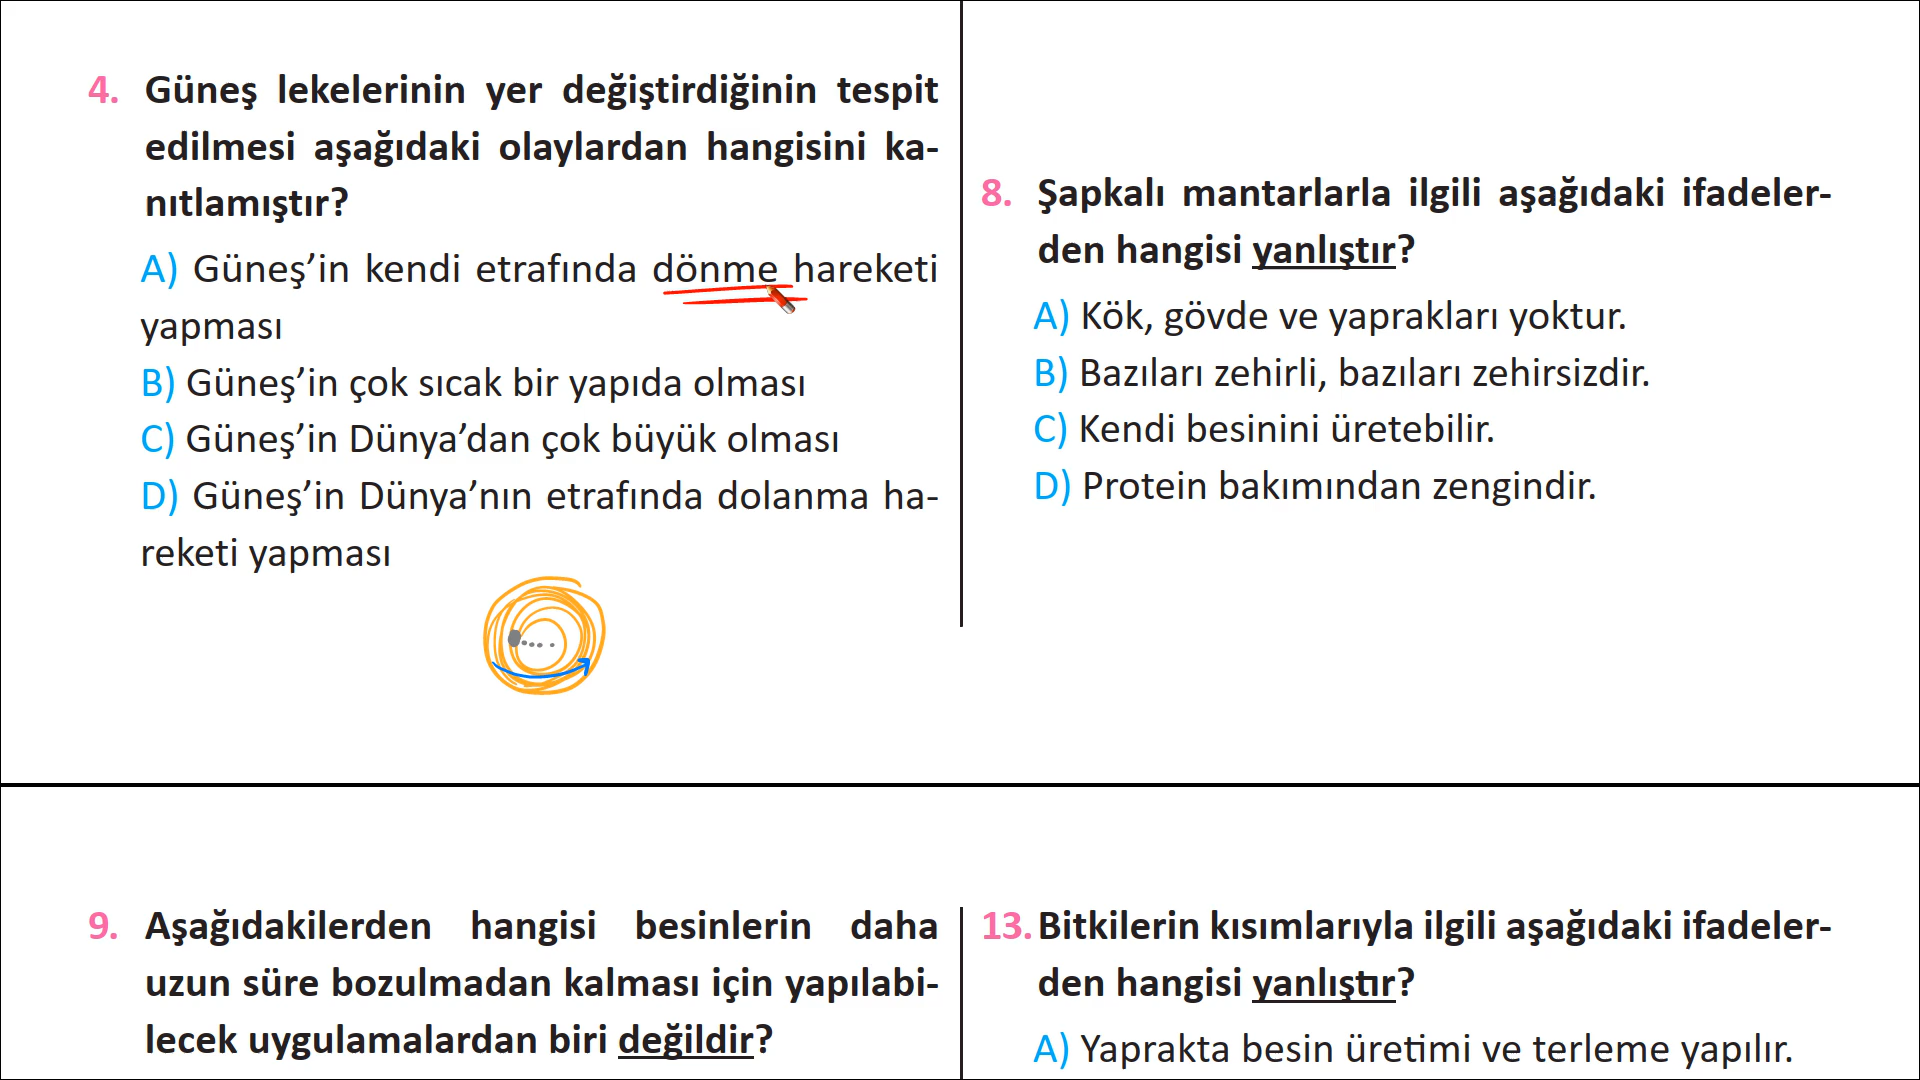 4. Güneş lekelerinin yer değiştirdiğinin tespit
edilmesi aşağıdaki olaylardan hangisini ka-
nıtlamıştır?
A) Güneş’in kendi etrafında dönme hareketi
yapması
B) Güneş’in çok sıcak bir yapıda olması
C) Güneş’in Dünya’dan çok büyük olması
D) Güneş’in Dünya’nın etrafında dolanma ha-
reketi yapması
8. Şapkalı mantarlarla ilgili aşağıdaki ifadeler-
den hangisi yanlıştır?
A) Kök, gövde ve yaprakları yoktur.
B) Bazıları zehirli, bazıları zehirsizdir.
C) Kendi besinini üretebilir.
D) Protein bakımından zengindir.
9. Aşağıdakilerden hangisi besinlerin daha
uzun süre bozulmadan kalması için yapılabi-
lecek uygulamalardan biri değildir?
13. Bitkilerin kısımlarıyla ilgili aşağıdaki ifadeler-
den hangisi yanlıştır?
A) Yaprakta besin üretimi ve terleme yapılır.